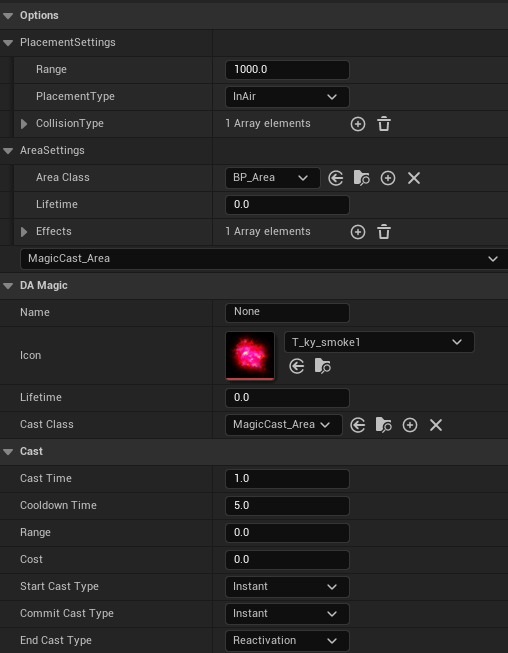 Options
PlacementSettings
Range 1000.0
PlacementType InAir
CollisionType 1 Array elements
AreaSettings
Area Class BP_Area
Lifetime 0.0
Effects 1 Array elements
MagicCast_Area
DA Magic
Name None
Icon T_ky_smoke1
Lifetime 0.0
Cast Class MagicCast_Area
Cast
Cast Time 1.0
Cooldown Time 5.0
Range 0.0
Cost 0.0
Start Cast Type Instant
Commit Cast Type Instant
End Cast Type Reactivation